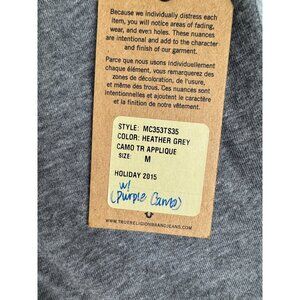 Because we individually distress each
item, you will notice areas of fading,
wear, and even holes. These nuances
are intentional and add to the character
and finish of our garment.
Parce que nous usons individuellement
chaque élément, vous remarquerez des
zones de décoloration, de l'usure,
et même des trous. Ces nuances sont
intentionnelles et ajoutent le caractère
et la finition de notre vêtement.
STYLE: MC353TS35
COLOR: HEATHER GREY
CAMO TR APPLIQUE
SIZE: M
HOLIDAY 2015
w/
(purple Camo)
WWW.TRUERELIGIONBRANDJEANS.COM